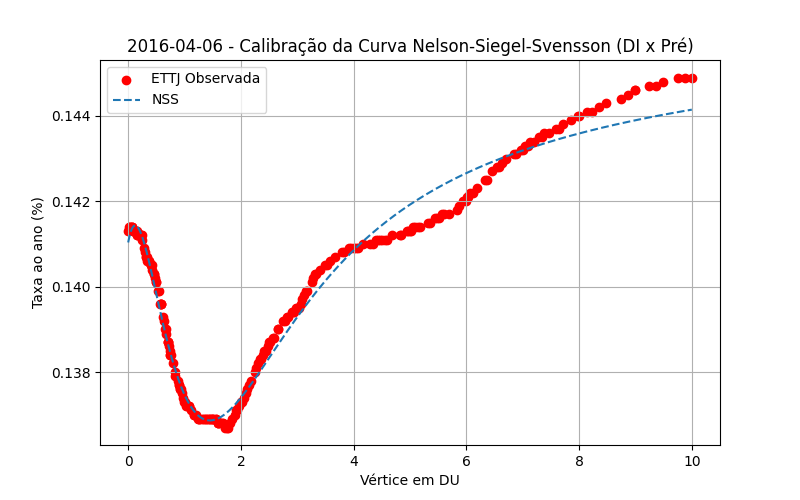 2016-04-06 - Calibração da Curva Nelson-Siegel-Svensson (DI x Pré)
ETTJ Observada
NSS
Taxa ao ano (%)
0.144
0.142
0.140
0.138
0 2 4 6 8 10
Vértice em DU